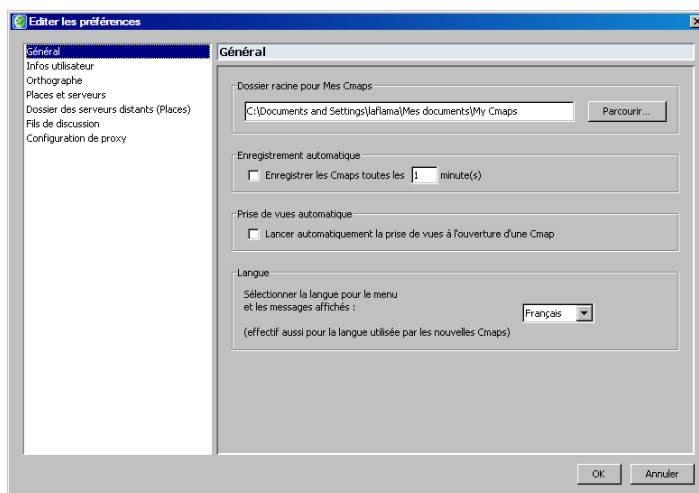 Editer les préférences
Général
Infos utilisateur
Orthographe
Places et serveurs
Dossier des serveurs distants (Places)
Fils de discussion
Configuration de proxy
Général
Dossier racine pour Mes Cmaps
C:\Documents and Settings\laflama\Mes documents\My Cmaps
Parcourir...
Enregistrement automatique
Enregistrer les Cmaps toutes les 1 minute(s)
Prise de vues automatique
Lancer automatiquement la prise de vues à l'ouverture d'une Cmap
Langue
Sélectionner la langue pour le menu
et les messages affichés :
Français
(effectif aussi pour la langue utilisée par les nouvelles Cmaps)
OK
Annuler